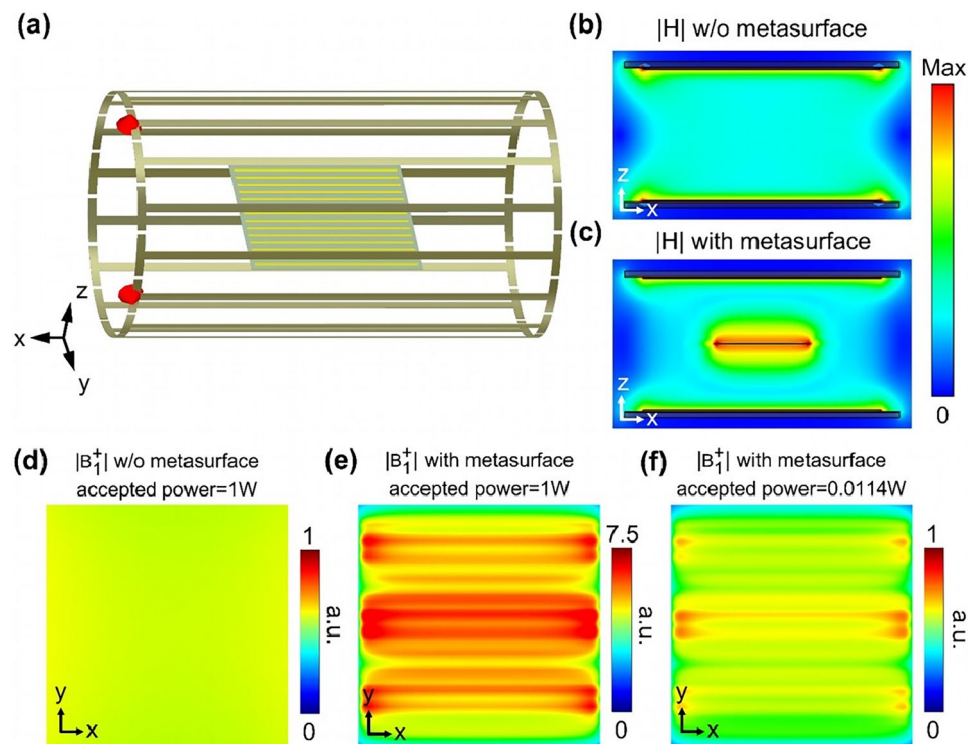 (a)
z
x
y
(b)
|H| w/o metasurface
z
x
(c)
|H| with metasurface
z
x
Max
0
(d)
|B₁⁺| w/o metasurface
accepted power=1W
y
x
1
a.u.
0
(e)
|B₁⁺| with metasurface
accepted power=1W
y
x
7.5
a.u.
0
(f)
|B₁⁺| with metasurface
accepted power=0.0114W
y
x
1
a.u.
0